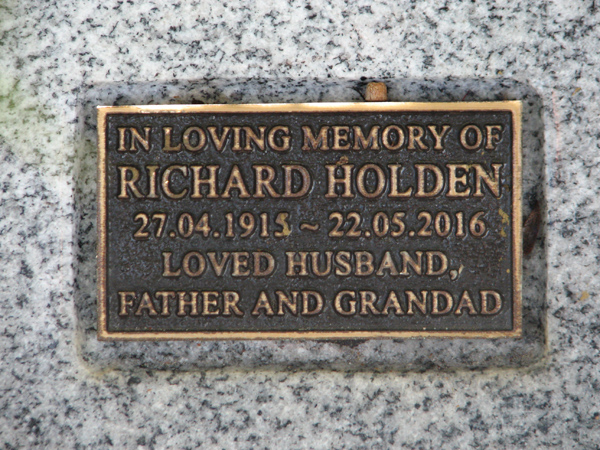 IN LOVING MEMORY OF
RICHARD HOLDEN
27.04.1915 ~ 22.05.2016
LOVED HUSBAND,
FATHER AND GRANDAD